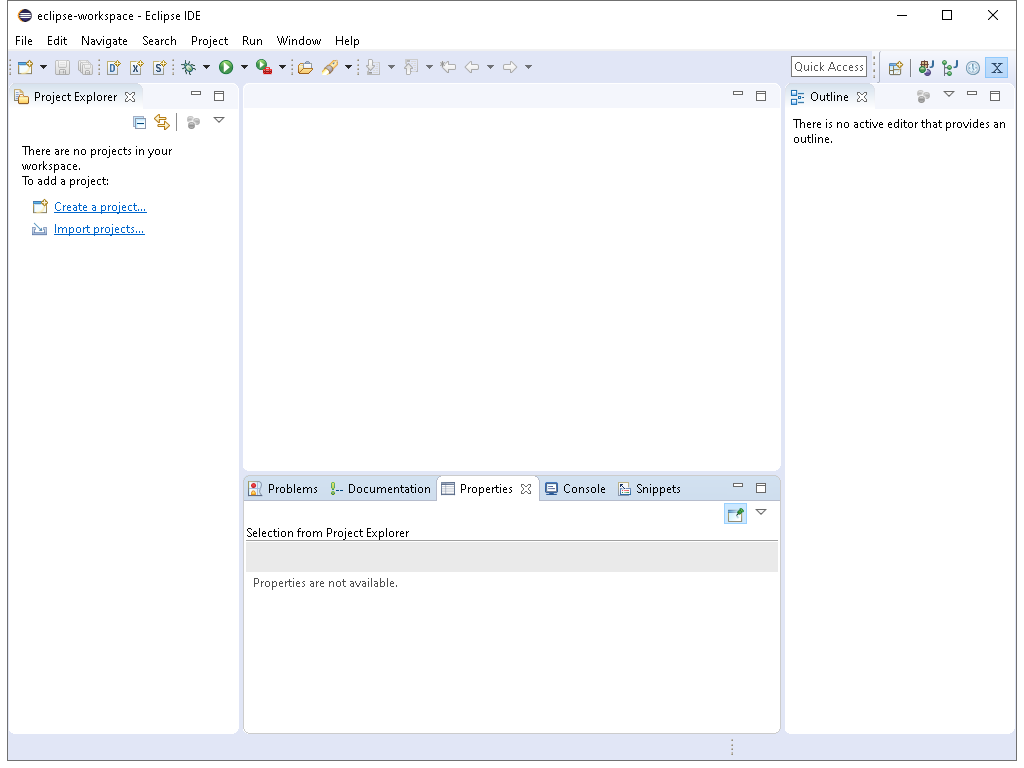 eclipse-workspace - Eclipse IDE
File Edit Navigate Search Project Run Window Help
Quick Access
Project Explorer
There are no projects in your
workspace.
To add a project:
Create a project...
Import projects...
Outline
There is no active editor that provides an
outline.
Problems Documentation Properties Console Snippets
Selection from Project Explorer
Properties are not available.